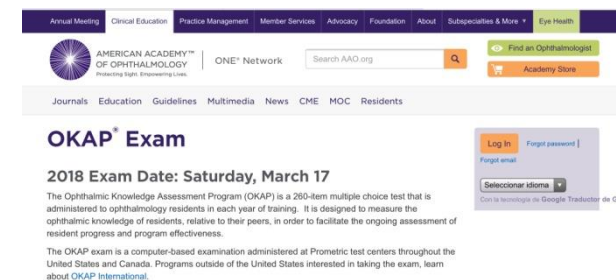 Annual Meeting Clinical Education Practice Management Member Services Advocacy Foundation About Subspecialties & More ▾ Eye Health
AMERICAN ACADEMY™
OF OPHTHALMOLOGY
Protecting Sight. Empowering Lives.
ONE® Network
Search AAO.org
Find an Ophthalmologist
Academy Store
Journals Education Guidelines Multimedia News CME MOC Residents
OKAP® Exam
2018 Exam Date: Saturday, March 17
The Ophthalmic Knowledge Assessment Program (OKAP) is a 260-item multiple choice test that is
administered to ophthalmology residents in each year of training. It is designed to measure the
ophthalmic knowledge of residents, relative to their peers, in order to facilitate the ongoing assessment of
resident progress and program effectiveness.
The OKAP exam is a computer-based examination administered at Prometric test centers throughout the
United States and Canada. Programs outside of the United States interested in taking the exam, learn
about OKAP International.
Log In Forgot password |
Forgot email
Seleccionar idioma
Con la tecnología de Google Traductor de G